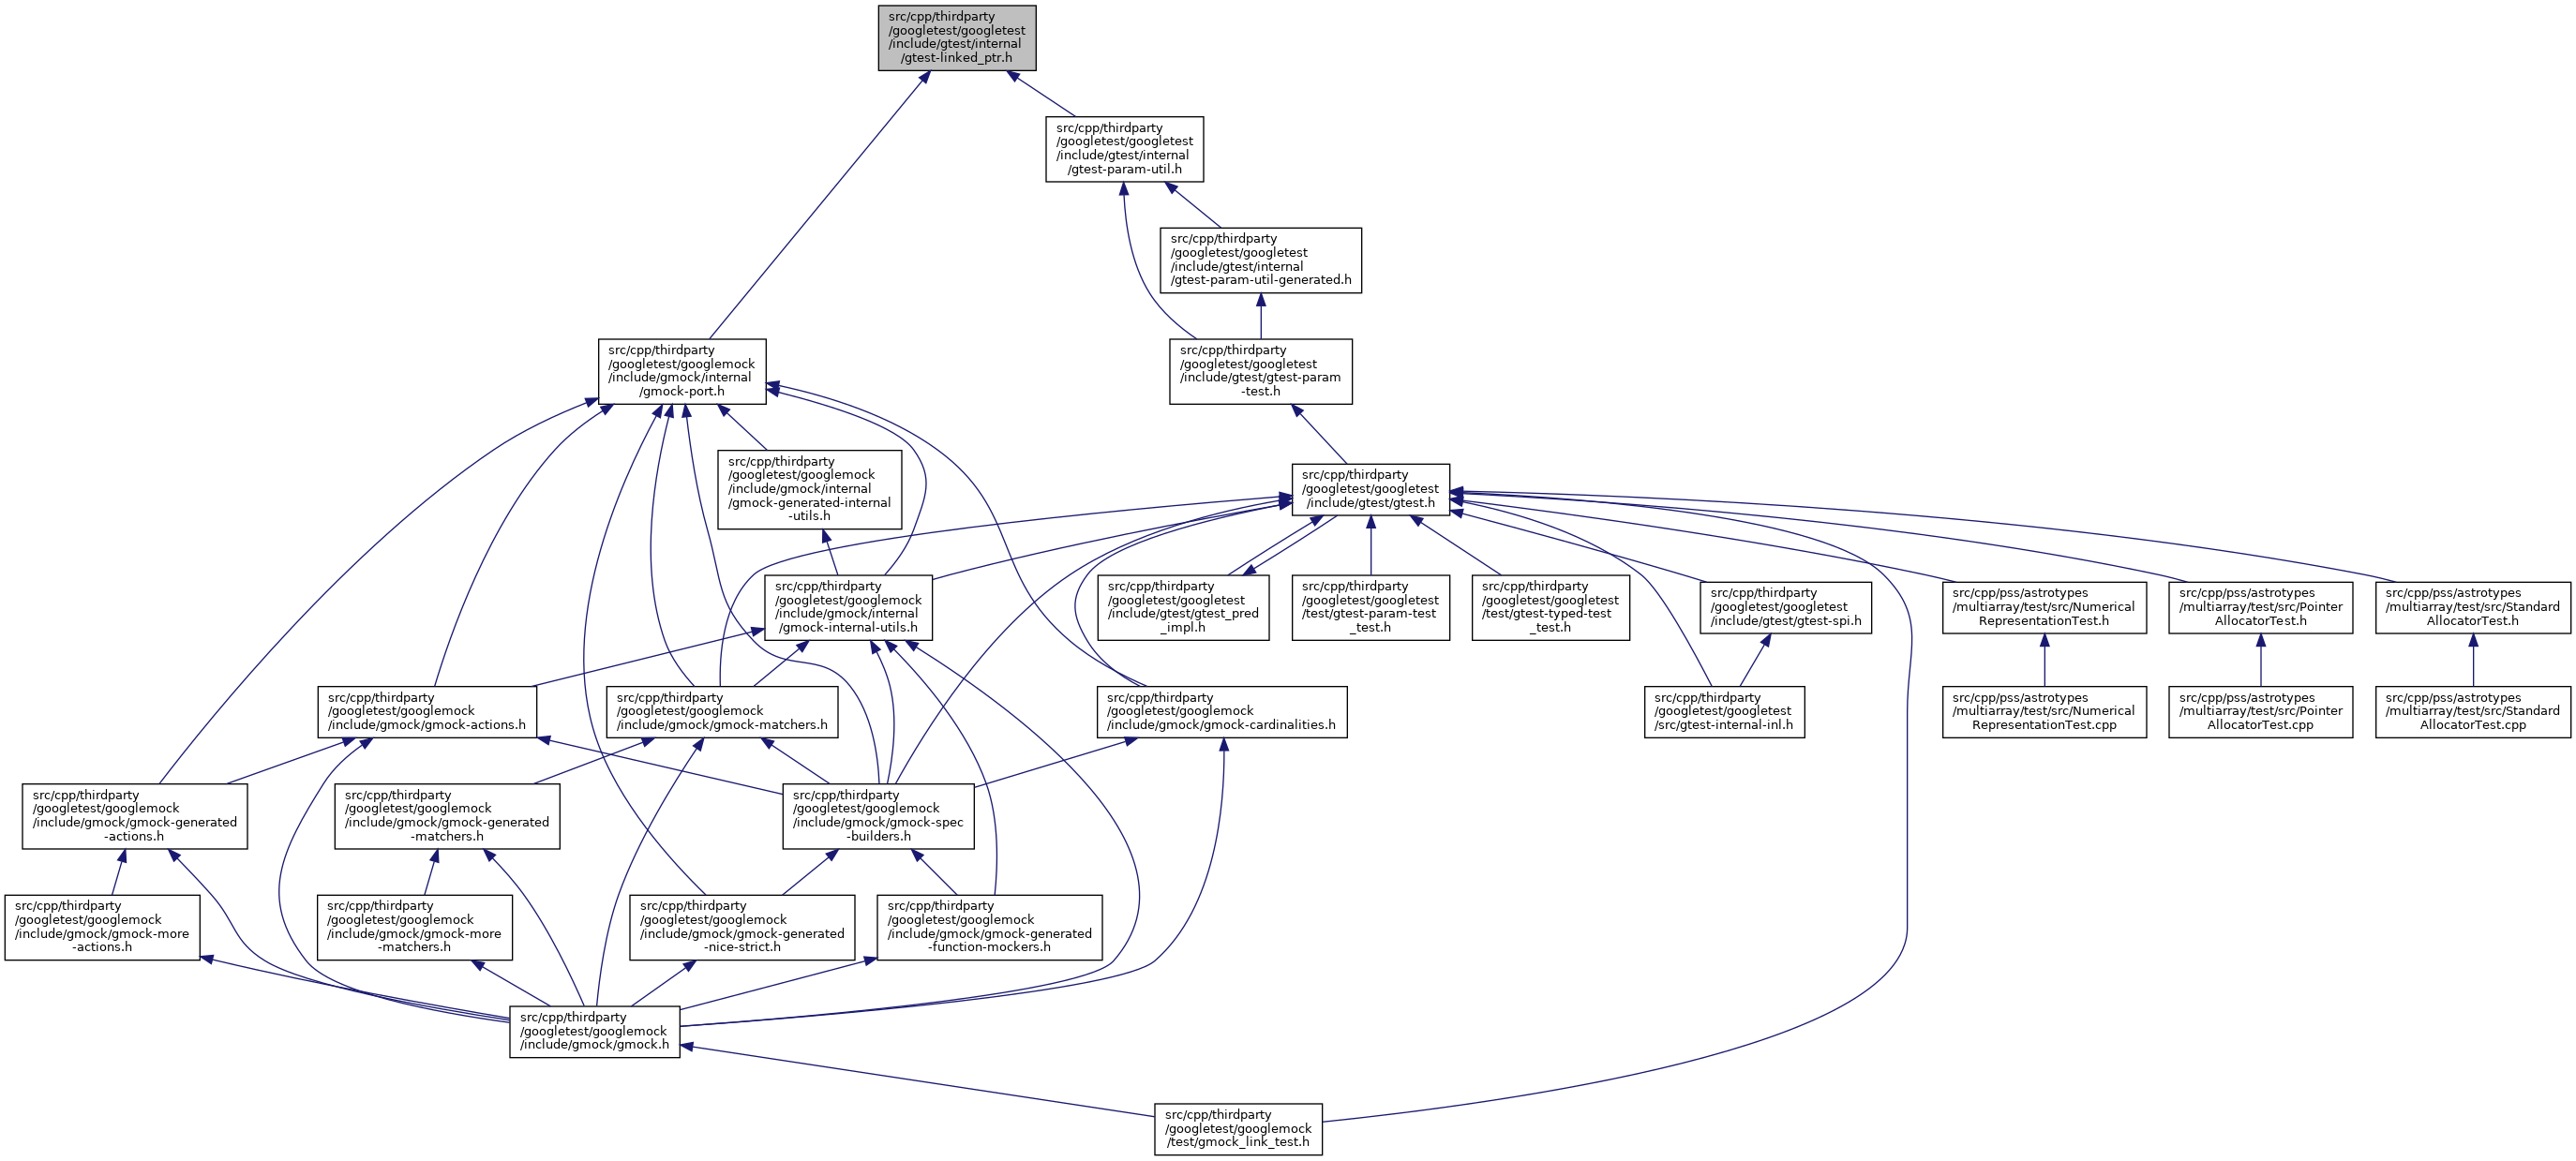 src/cpp/thirdparty
/googletest/googletest
/include/gtest/internal
/gtest-linked_ptr.h
src/cpp/thirdparty
/googletest/googletest
/include/gtest/internal
/gtest-param-util.h
src/cpp/thirdparty
/googletest/googletest
/include/gtest/internal
/gtest-param-util-generated.h
src/cpp/thirdparty
/googletest/googlemock
/include/gmock/internal
/gmock-port.h
src/cpp/thirdparty
/googletest/googletest
/include/gtest/gtest-param
-test.h
src/cpp/thirdparty
/googletest/googlemock
/include/gmock/internal
/gmock-generated-internal
-utils.h
src/cpp/thirdparty
/googletest/googletest
/include/gtest/gtest.h
src/cpp/thirdparty
/googletest/googlemock
/include/gmock/internal
/gmock-internal-utils.h
src/cpp/thirdparty
/googletest/googletest
/include/gtest/gtest_pred
_impl.h
src/cpp/thirdparty
/googletest/googletest
/test/gtest-param-test
_test.h
src/cpp/thirdparty
/googletest/googletest
/test/gtest-typed-test
_test.h
src/cpp/thirdparty
/googletest/googletest
/include/gtest/gtest-spi.h
src/cpp/pss/astrotypes
/multiarray/test/src/Numerical
RepresentationTest.h
src/cpp/pss/astrotypes
/multiarray/test/src/Pointer
AllocatorTest.h
src/cpp/pss/astrotypes
/multiarray/test/src/Standard
AllocatorTest.h
src/cpp/thirdparty
/googletest/googlemock
/include/gmock/gmock-actions.h
src/cpp/thirdparty
/googletest/googlemock
/include/gmock/gmock-matchers.h
src/cpp/thirdparty
/googletest/googlemock
/include/gmock/gmock-cardinalities.h
src/cpp/thirdparty
/googletest/googletest
/src/gtest-internal-inl.h
src/cpp/pss/astrotypes
/multiarray/test/src/Numerical
RepresentationTest.cpp
src/cpp/pss/astrotypes
/multiarray/test/src/Pointer
AllocatorTest.cpp
src/cpp/pss/astrotypes
/multiarray/test/src/Standard
AllocatorTest.cpp
src/cpp/thirdparty
/googletest/googlemock
/include/gmock/gmock-generated
-actions.h
src/cpp/thirdparty
/googletest/googlemock
/include/gmock/gmock-generated
-matchers.h
src/cpp/thirdparty
/googletest/googlemock
/include/gmock/gmock-spec
-builders.h
src/cpp/thirdparty
/googletest/googlemock
/include/gmock/gmock-more
-actions.h
src/cpp/thirdparty
/googletest/googlemock
/include/gmock/gmock-more
-matchers.h
src/cpp/thirdparty
/googletest/googlemock
/include/gmock/gmock-generated
-nice-strict.h
src/cpp/thirdparty
/googletest/googlemock
/include/gmock/gmock-generated
-function-mockers.h
src/cpp/thirdparty
/googletest/googlemock
/include/gmock/gmock.h
src/cpp/thirdparty
/googletest/googlemock
/test/gmock_link_test.h